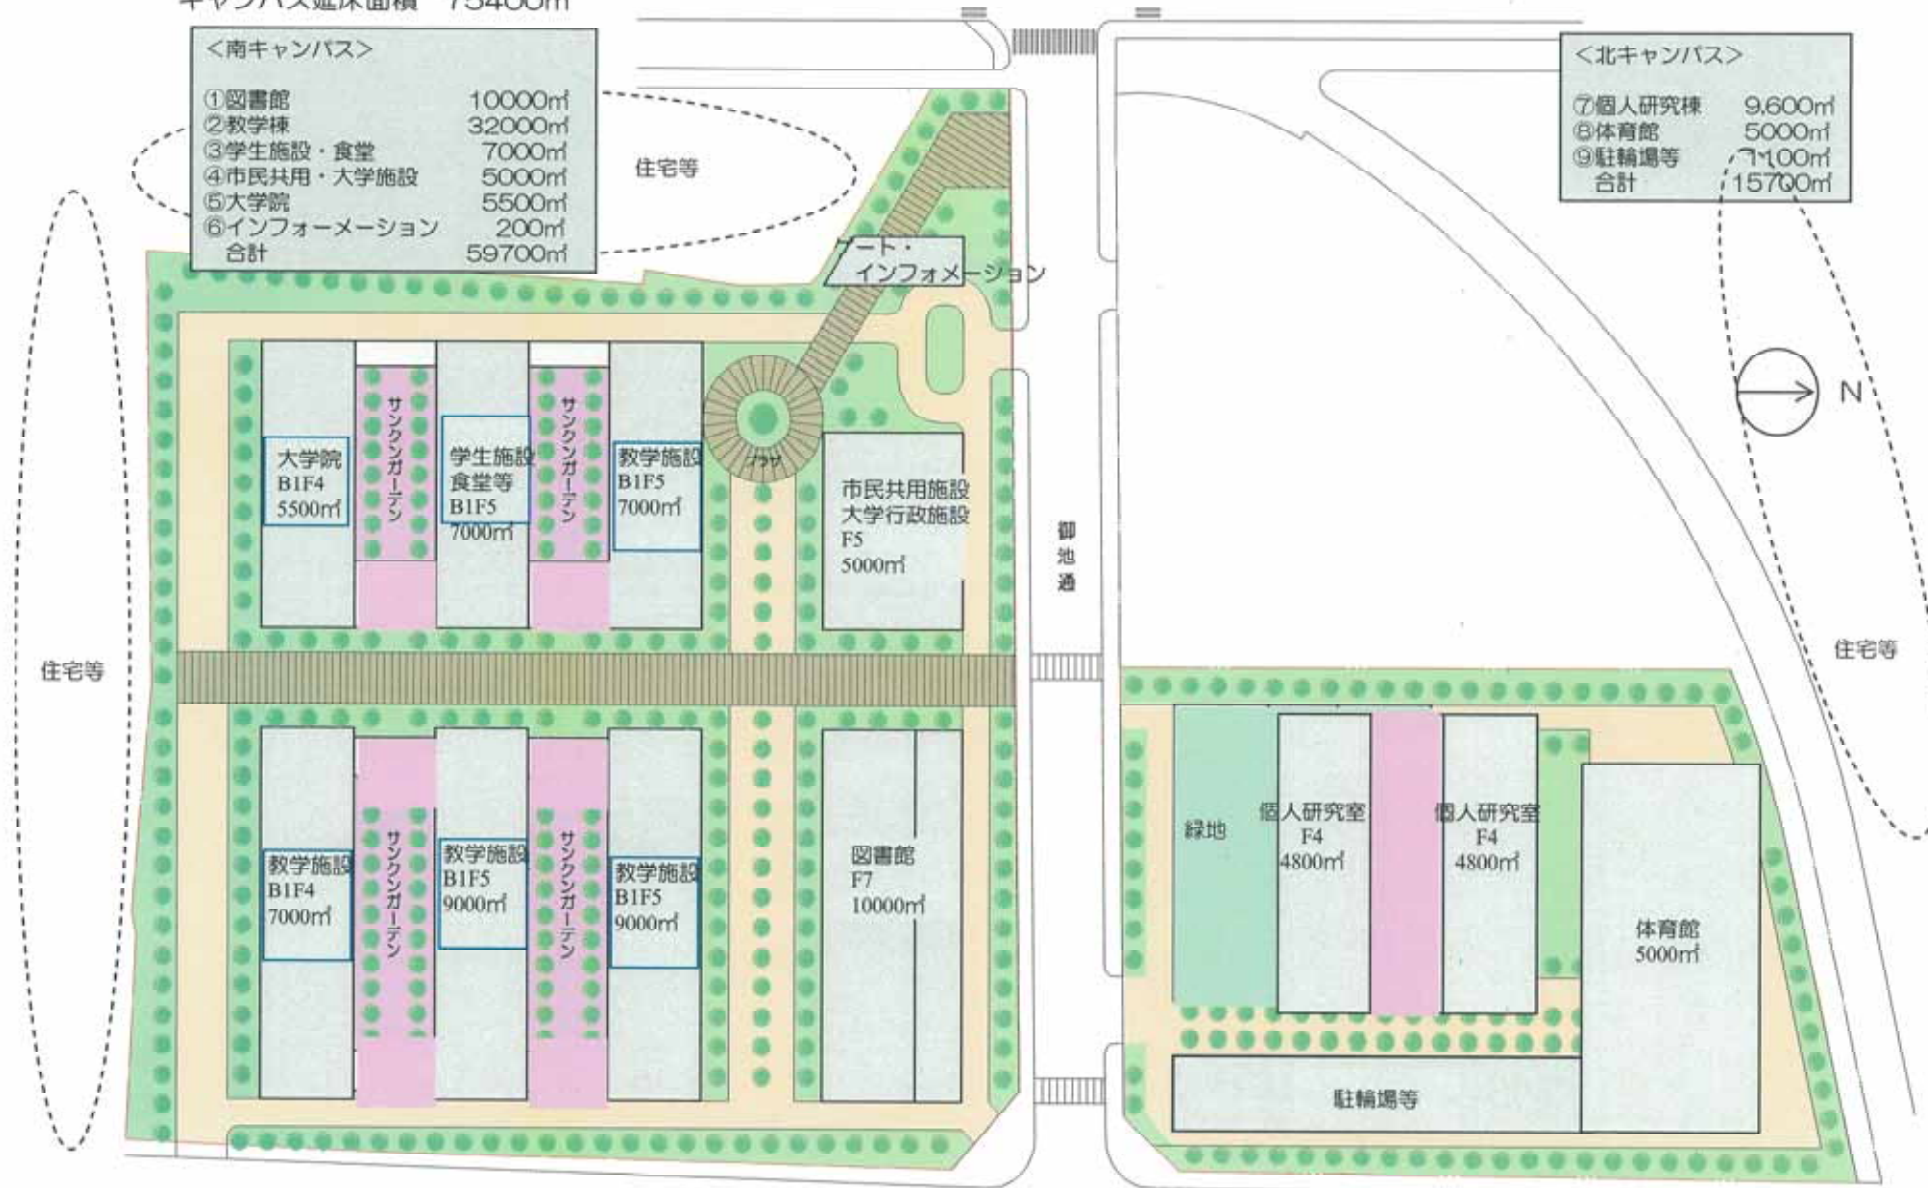 キャンパス延床面積 75400㎡
<南キャンパス>
①図書館 10000㎡
②教学棟 32000㎡
③学生施設・食堂 7000㎡
④市民共用・大学施設 5000㎡
⑤大学院 5500㎡
⑥インフォーメーション 200㎡
合計 59700㎡
<北キャンパス>
⑦個人研究棟 9,600㎡
⑧体育館 5000㎡
⑨駐輪場等 1100㎡
合計 15700㎡
住宅等
ゲート・
インフォメーション
N
大学院
B1F4
5500㎡
サンクンガーデン
学生施設
食堂等
B1F5
7000㎡
サンクンガーデン
教学施設
B1F5
7000㎡
プラザ
市民共用施設
大学行政施設
F5
5000㎡
御池通
住宅等
住宅等
教学施設
B1F4
7000㎡
サンクンガーデン
教学施設
B1F5
9000㎡
サンクンガーデン
教学施設
B1F5
9000㎡
図書館
F7
10000㎡
緑地
個人研究室
F4
4800㎡
個人研究室
F4
4800㎡
体育館
5000㎡
駐輪場等